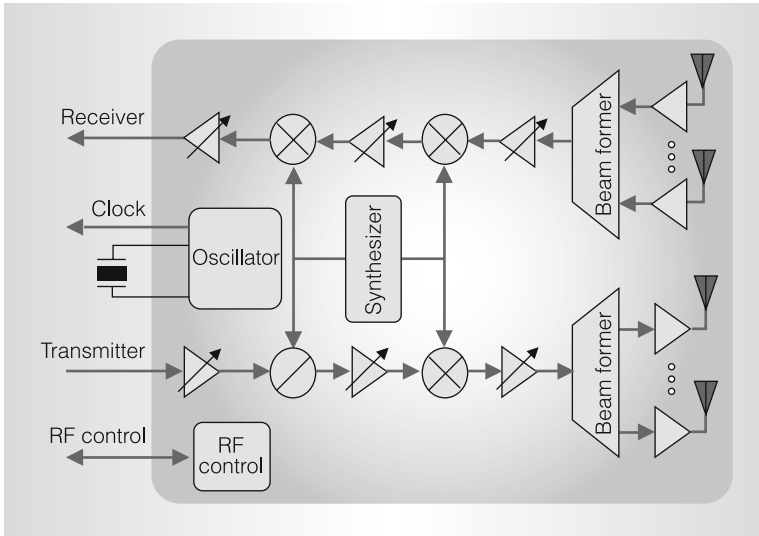 Receiver
Clock
Oscillator
Synthesizer
Beam former
Transmitter
Beam former
RF control
RF
control